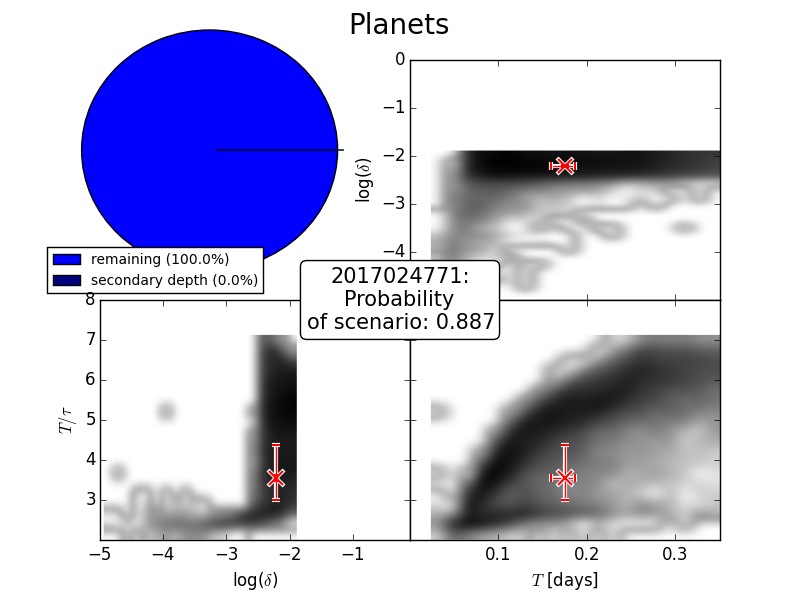 Planets
0
−1
−2
−3
−4
log(δ)
remaining (100.0%)
secondary depth (0.0%)
2017024771:
Probability
of scenario: 0.887
8
7
6
5
4
3
T/τ
−5
−4
−3
−2
−1
log(δ)
0.1
0.2
0.3
T [days]